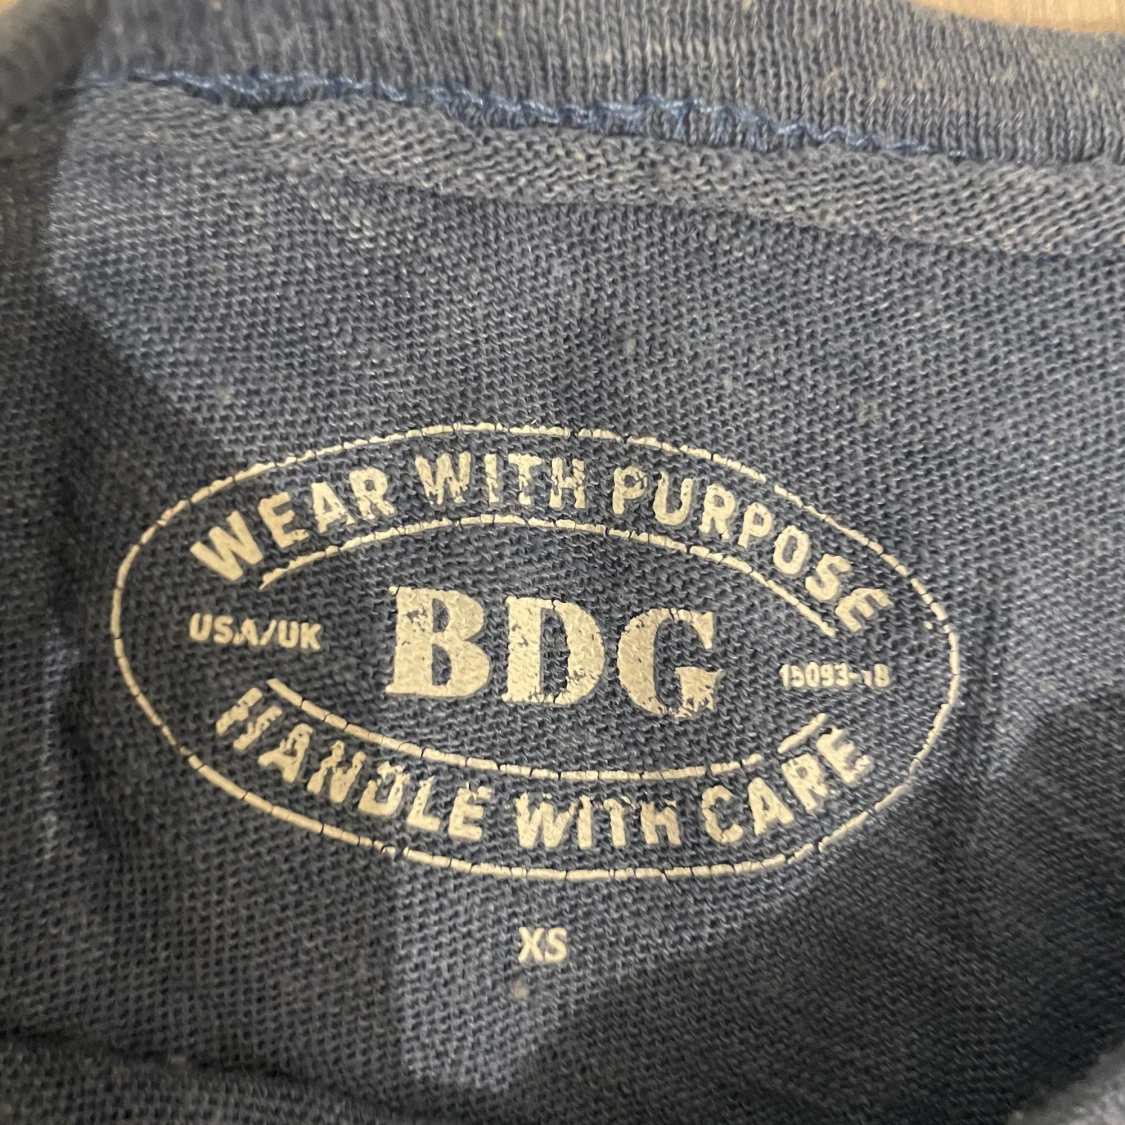 WEAR WITH PURPOSE
USA/UK
BDG
15093-18
HANDLE WITH CARE
XS